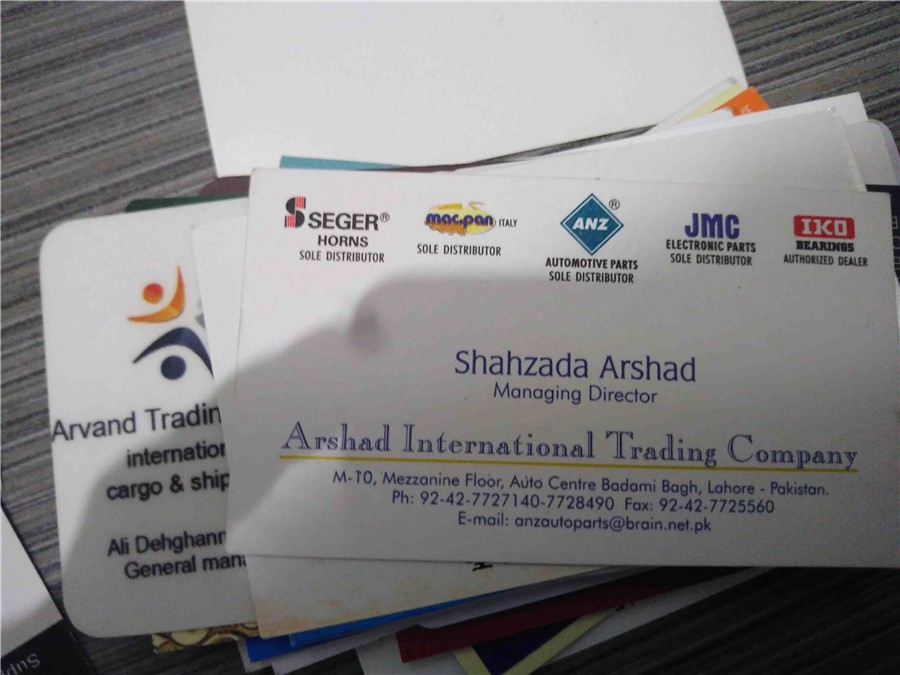 SEGER®
HORNS
SOLE DISTRIBUTOR
macpan ITALY
SOLE DISTRIBUTOR
ANZ ®
AUTOMOTIVE PARTS
SOLE DISTRIBUTOR
JMC
ELECTRONIC PARTS
SOLE DISTRIBUTOR
IKO
BEARINGS
AUTHORIZED DEALER
Shahzada Arshad
Managing Director
Arshad International Trading Company
M-10, Mezzanine Floor, Auto Centre Badami Bagh, Lahore - Pakistan.
Ph: 92-42-7727140-7728490 Fax: 92-42-7725560
E-mail: anzautoparts@brain.net.pk
Arvand Tradin
internation
cargo & ship
Ali Dehghann
General man